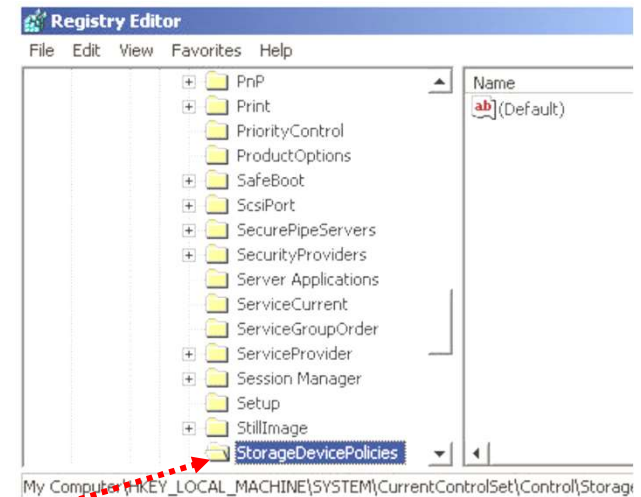 Registry Editor
File Edit View Favorites Help
PnP
Print
PriorityControl
ProductOptions
SafeBoot
ScsiPort
SecurePipeServers
SecurityProviders
Server Applications
ServiceCurrent
ServiceGroupOrder
ServiceProvider
Session Manager
Setup
StillImage
StorageDevicePolicies
Name
ab (Default)
My Computer\HKEY_LOCAL_MACHINE\SYSTEM\CurrentControlSet\Control\Storage